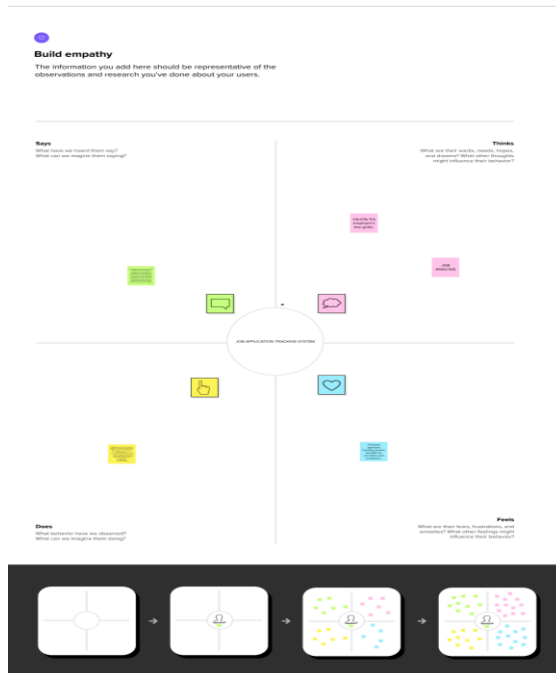 Build empathy
The information you add here should be representative of the
observations and research you've done about your users.
Says
What have we heard them say?
What can we imagine them saying?
Thinks
What are their wants, needs, hopes,
and dreams? What other thoughts
might influence their behavior?
Identify the
employer's
key goals.
JOB
ANALYSIS
JOB APPLICATION TRACKING SYSTEM
Does
What behavior have we observed?
What can we imagine them doing?
Feels
What are their fears, frustrations, and
anxieties? What other feelings might
influence their behavior?